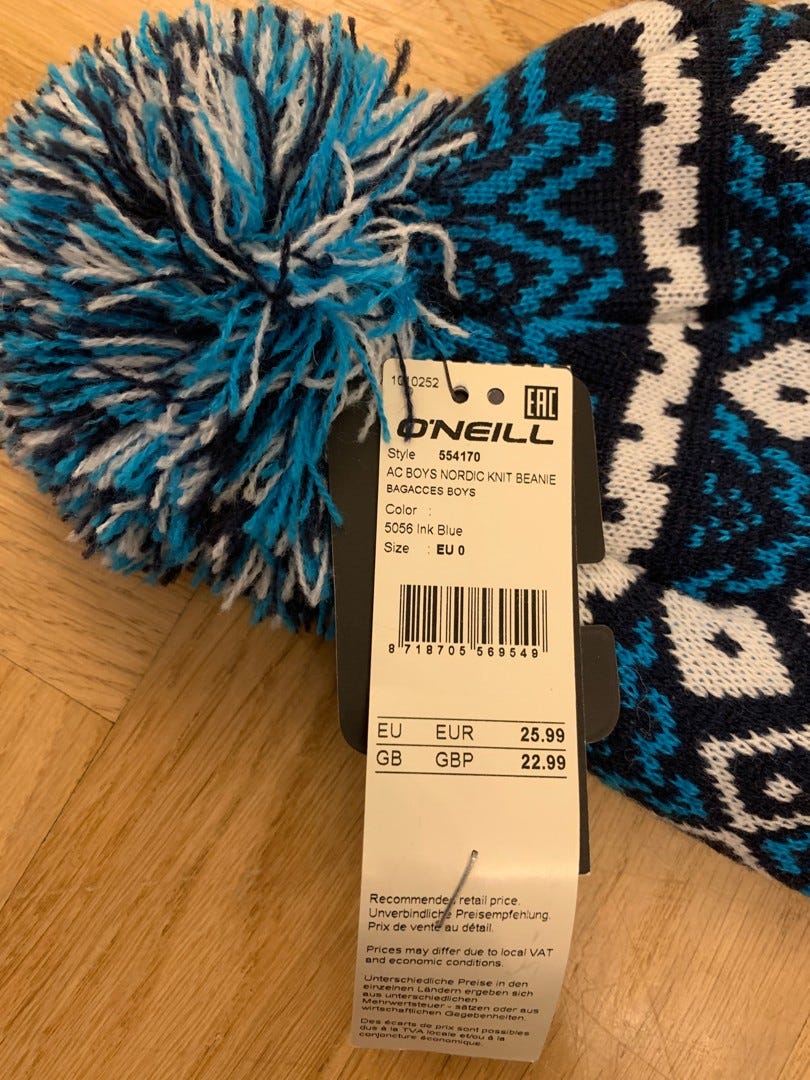 1010252
EAC
O'NEILL
Style 554170
AC BOYS NORDIC KNIT BEANIE
BAGACCES BOYS
Color :
5056 Ink Blue
Size : EU 0
8 718705 569549
EU EUR 25.99
GB GBP 22.99
Recommended retail price.
Unverbindliche Preisempfehlung.
Prix de vente au détail.
Prices may differ due to local VAT
and economic conditions.
Unterschiedliche Preise in den
einzelnen Ländern ergeben sich
aus unterschiedlichen
Mehrwertsteuer - sätzen oder aus
wirtschaftlichen Gegebenheiten.
Des écarts de prix sont possibles
dus à la TVA locale et/ou à la
conjoncture économique.